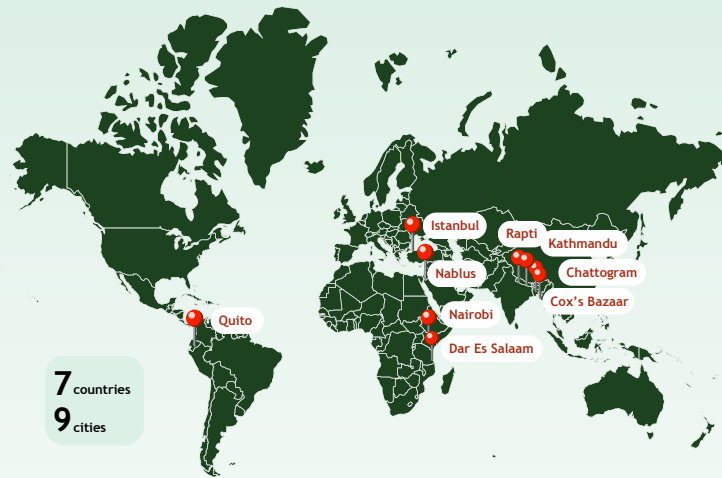 Istanbul
Rapti
Kathmandu
Nablus
Chattogram
Cox's Bazaar
Quito
Nairobi
Dar Es Salaam
7 countries
9 cities